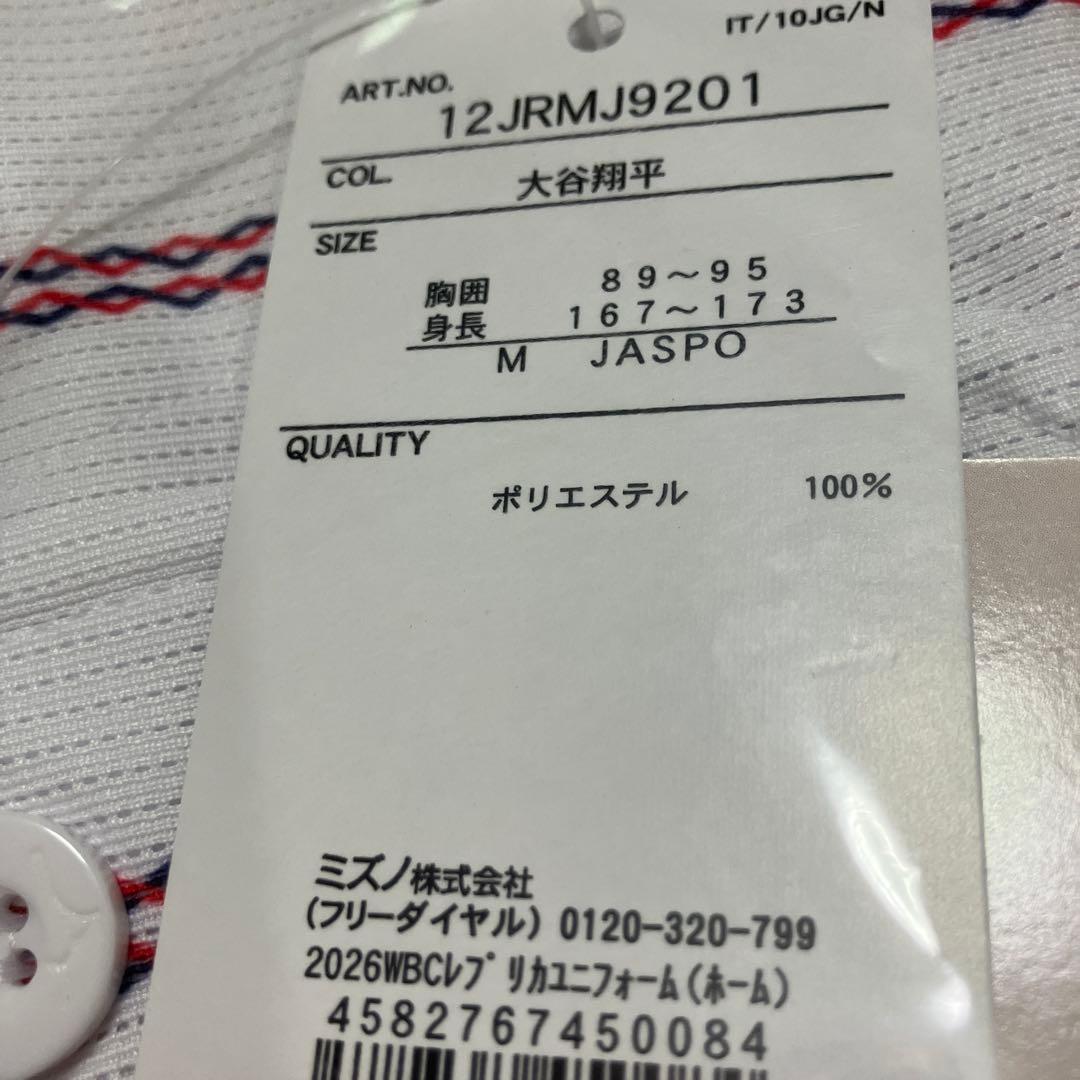 IT/10JG/N
ART.NO.
12JRMJ9201
COL.
大谷翔平
SIZE
胸囲 89～95
身長 167～173
M JASPO
QUALITY
ポリエステル 100%
ミズノ株式会社
(フリーダイヤル) 0120-320-799
2026WBCﾚﾌﾟﾘｶﾕﾆﾌｫｰﾑ(ﾎｰﾑ)
4582767450084